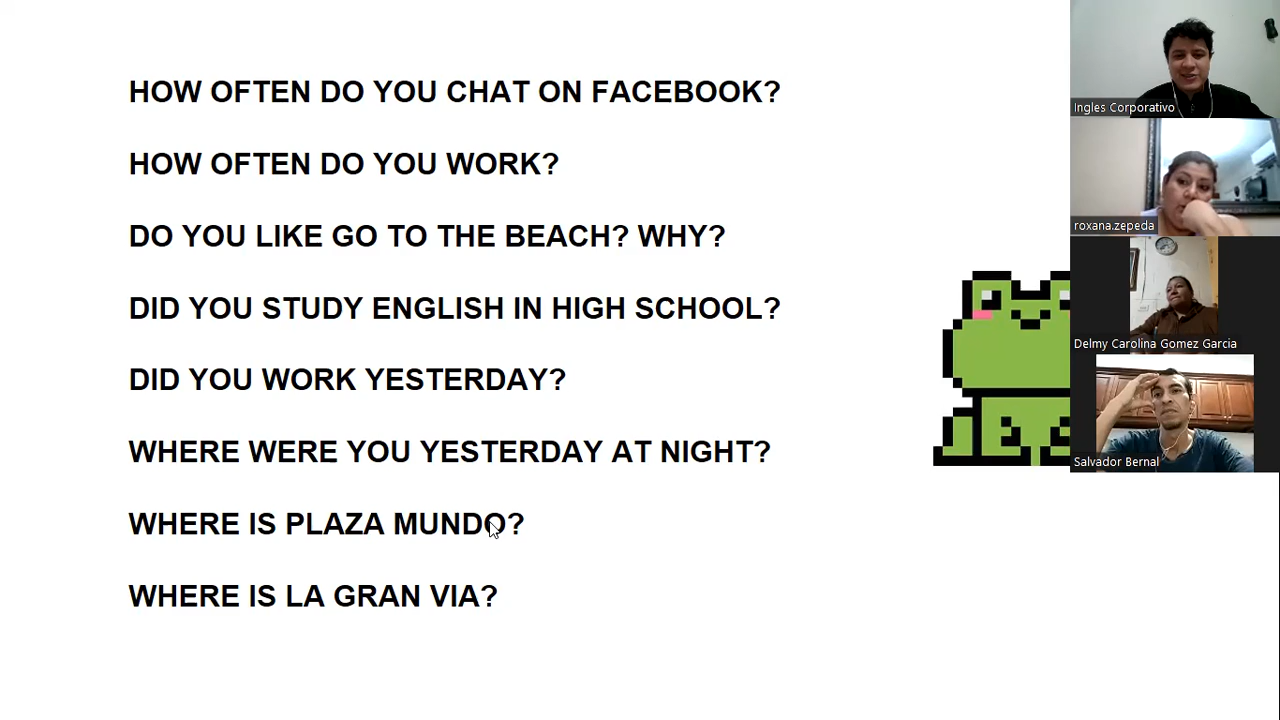 HOW OFTEN DO YOU CHAT ON FACEBOOK?
HOW OFTEN DO YOU WORK?
DO YOU LIKE GO TO THE BEACH? WHY?
DID YOU STUDY ENGLISH IN HIGH SCHOOL?
DID YOU WORK YESTERDAY?
WHERE WERE YOU YESTERDAY AT NIGHT?
WHERE IS PLAZA MUNDO?
WHERE IS LA GRAN VIA?
Ingles Corporativo
roxana.zepeda
Delmy Carolina Gomez Garcia
Salvador Bernal